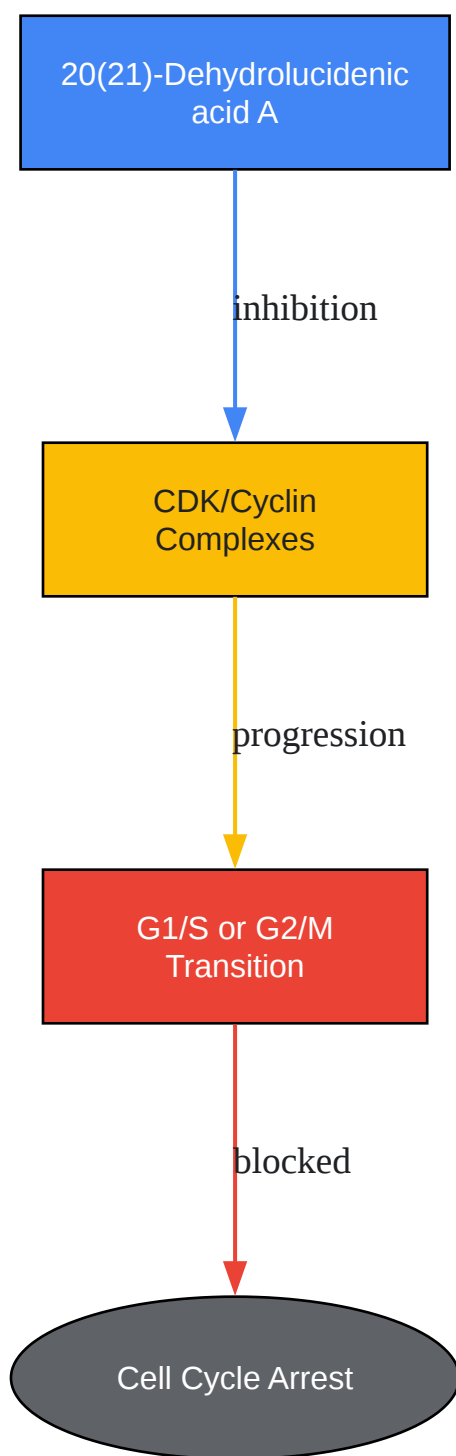 20(21)-Dehydrolucidenic
acid A
inhibition
CDK/Cyclin
Complexes
progression
G1/S or G2/M
Transition
blocked
Cell Cycle Arrest